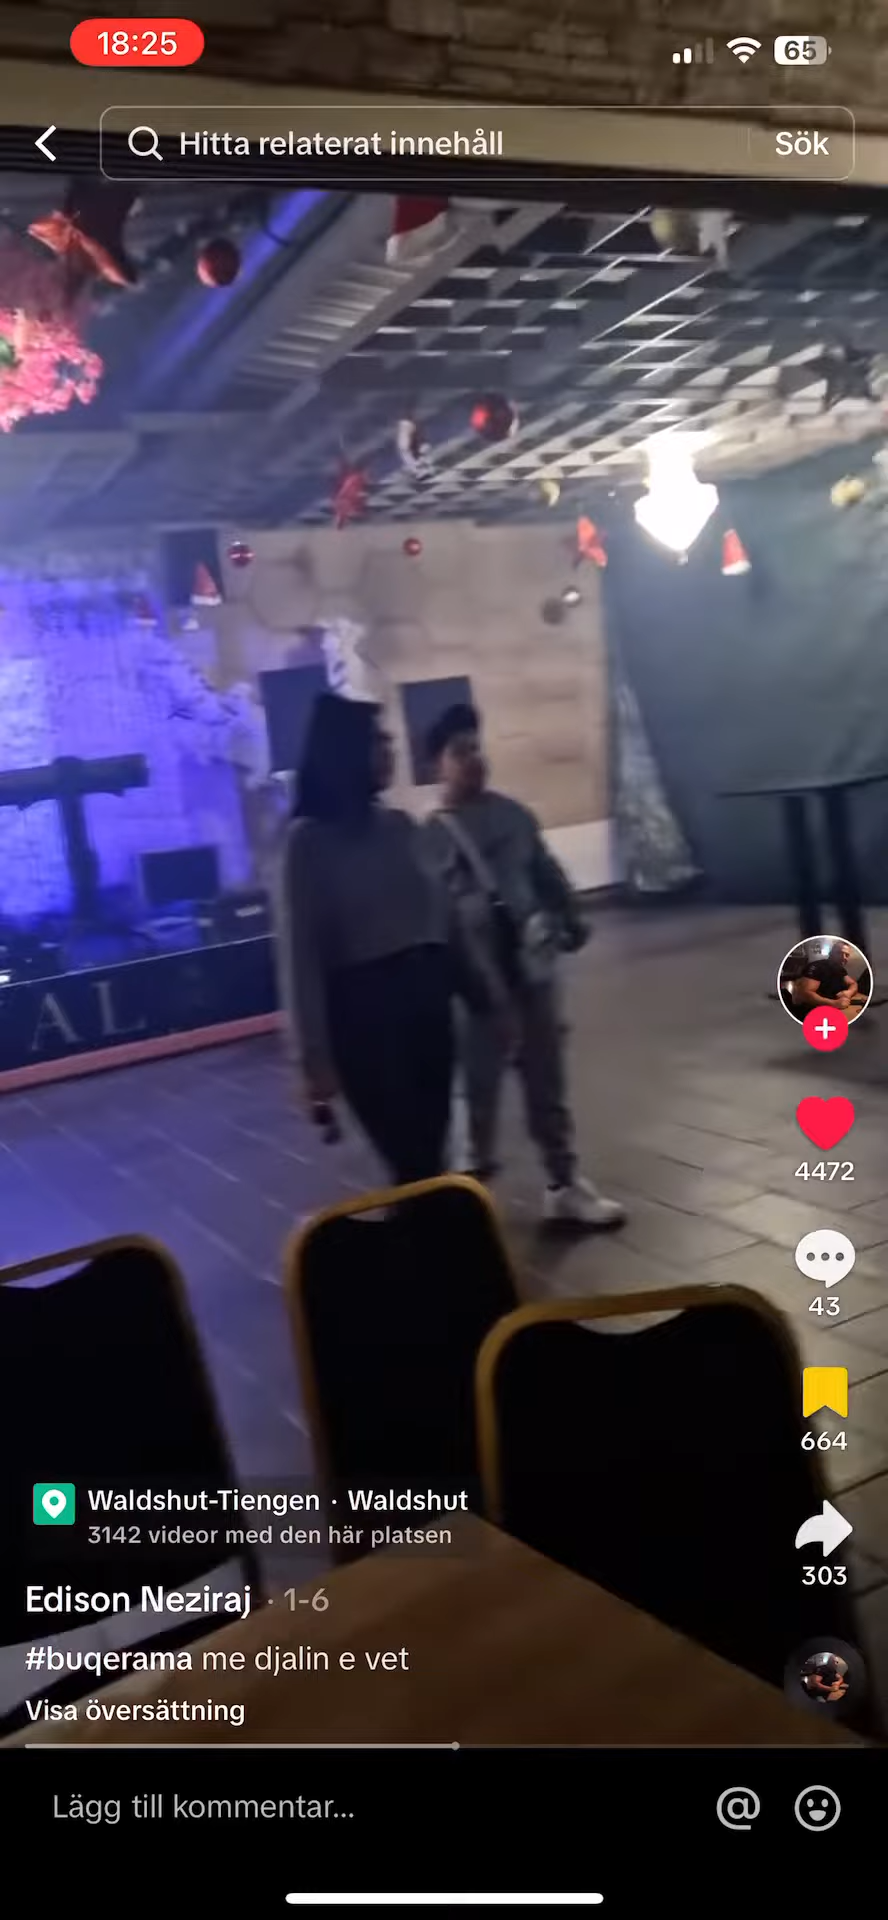 18:25
65
Hitta relaterat innehåll
Sök
AL
4472
43
664
303
Waldshut-Tiengen · Waldshut
3142 videor med den här platsen
Edison Neziraj · 1-6
#buqerama me djalin e vet
Visa översättning
Lägg till kommentar...